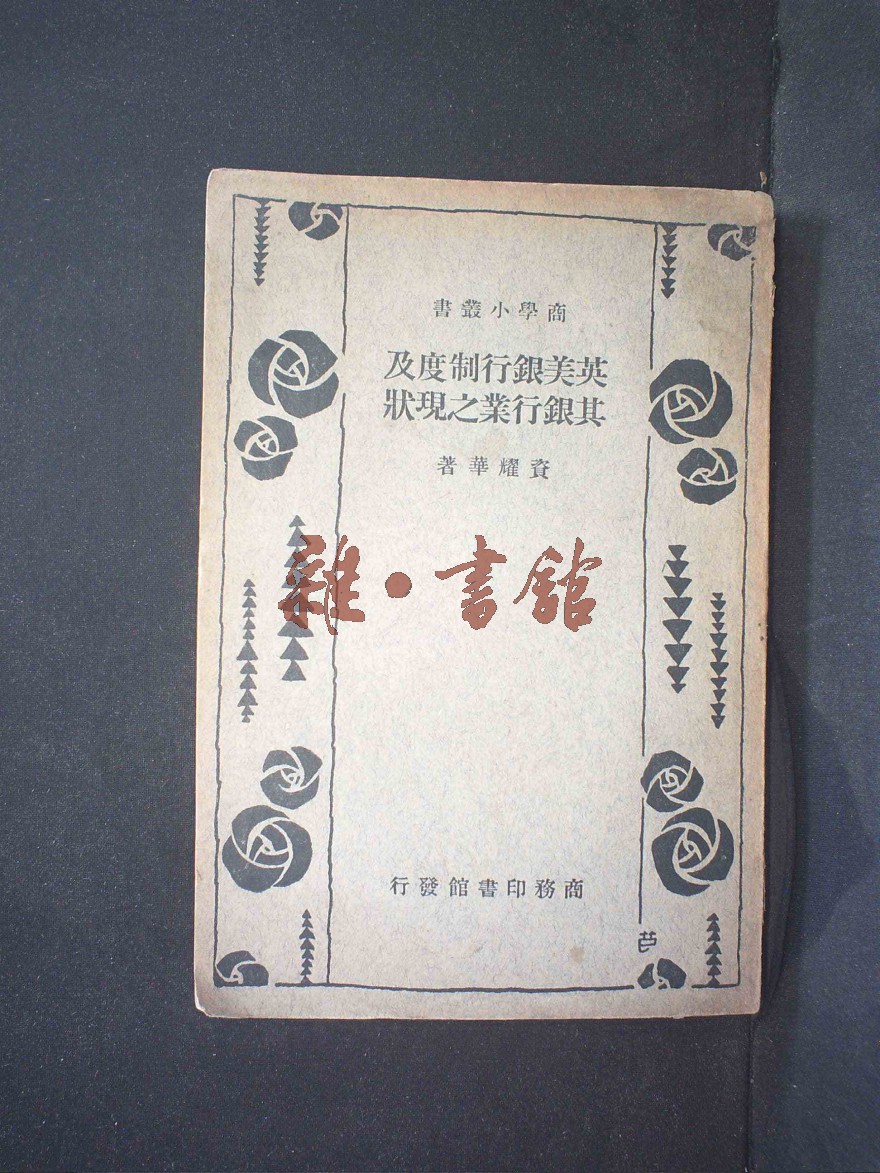 商學小叢書
英美銀行制度及
其銀行業之現狀
資耀華著
雜·書館
商務印書館發行